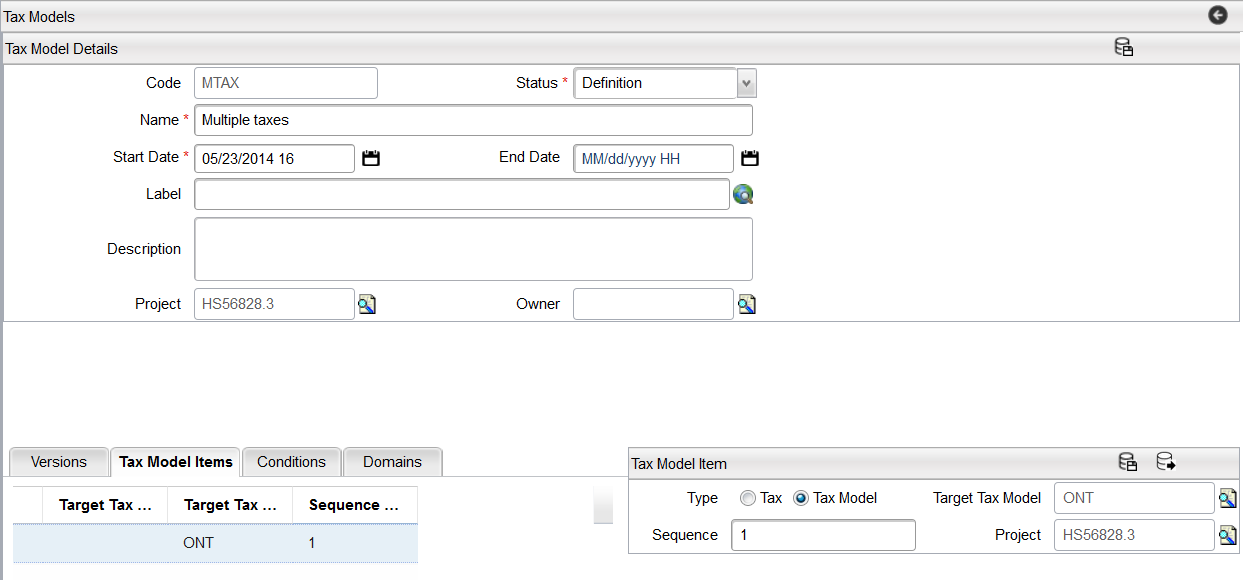 Tax Models
Tax Model Details
Code MTAX Status * Definition
Name * Multiple taxes
Start Date * 05/23/2014 16 End Date MM/dd/yyyy HH
Label
Description
Project HS56828.3 Owner
Versions Tax Model Items Conditions Domains
Target Tax ... Target Tax ... Sequence ...
ONT 1
Tax Model Item
Type Tax Tax Model Target Tax Model ONT
Sequence 1 Project HS56828.3